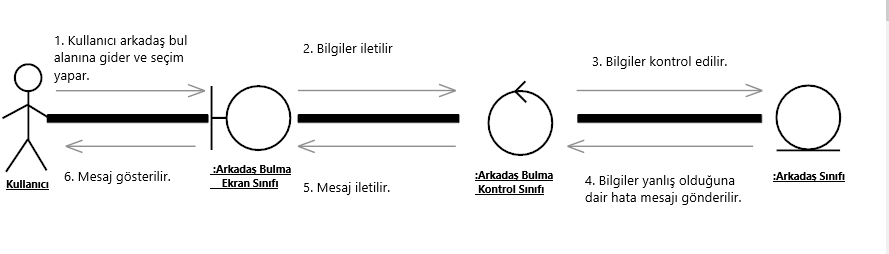 1. Kullanıcı arkadaş bul
alanına gider ve seçim
yapar.
2. Bilgiler iletilir
3. Bilgiler kontrol edilir.
Kullanıcı
6. Mesaj gösterilir.
:Arkadaş Bulma
Ekran Sınıfı
5. Mesaj iletilir.
:Arkadaş Bulma
Kontrol Sınıfı
4. Bilgiler yanlış olduğuna
dair hata mesajı gönderilir.
:Arkadaş Sınıfı